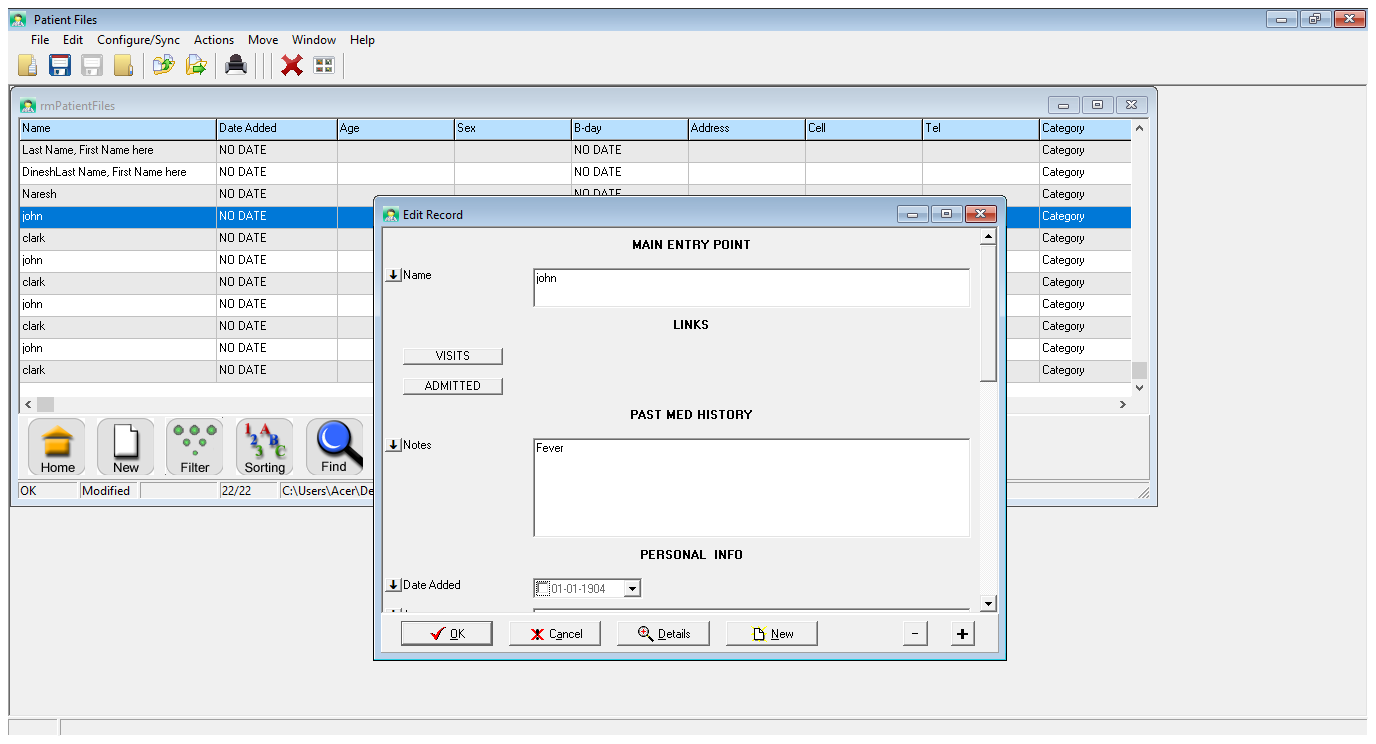 Patient Files
File Edit Configure/Sync Actions Move Window Help
rmPatientFiles
Name Date Added Age Sex B-day Address Cell Tel Category
Last Name, First Name here NO DATE NO DATE Category
DineshLast Name, First Name here NO DATE NO DATE Category
Naresh NO DATE NO DATE Category
john NO DATE Category
clark NO DATE Category
john NO DATE Category
clark NO DATE Category
john NO DATE Category
clark NO DATE Category
john NO DATE Category
clark NO DATE Category
Home New Filter Sorting Find
OK Modified 22/22 C:\Users\Acer\De
Edit Record
MAIN ENTRY POINT
Name john
LINKS
VISITS
ADMITTED
PAST MED HISTORY
Notes Fever
PERSONAL INFO
Date Added 01-01-1904
OK Cancel Details New - +